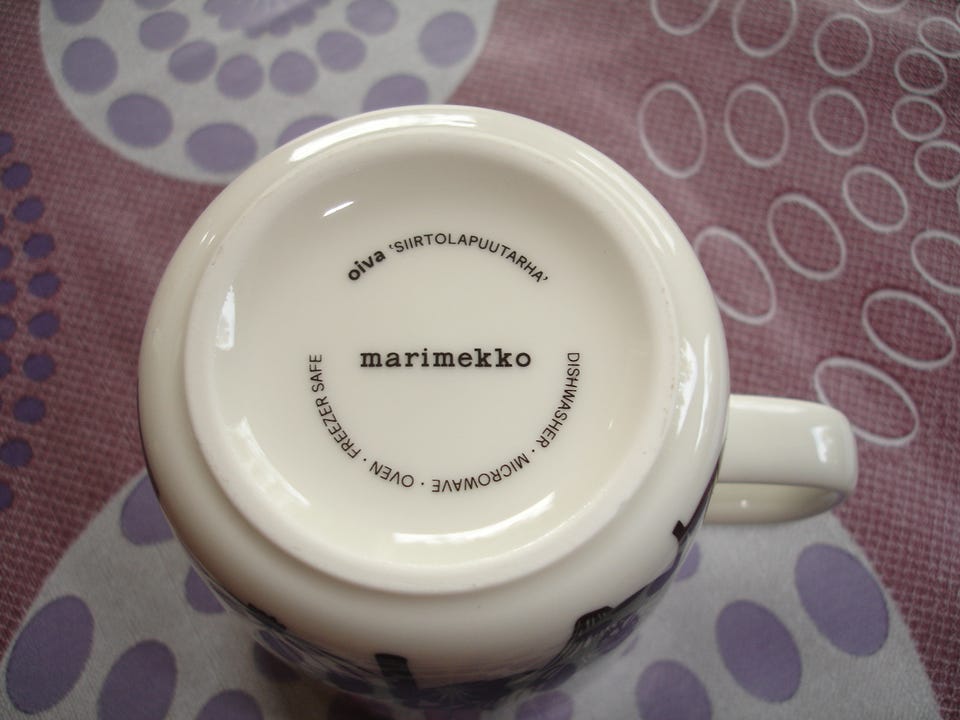 oiva ‘SIIRTOLAPUUTARHA’
marimekko
DISHWASHER · MICROWAVE · OVEN · FREEZER SAFE